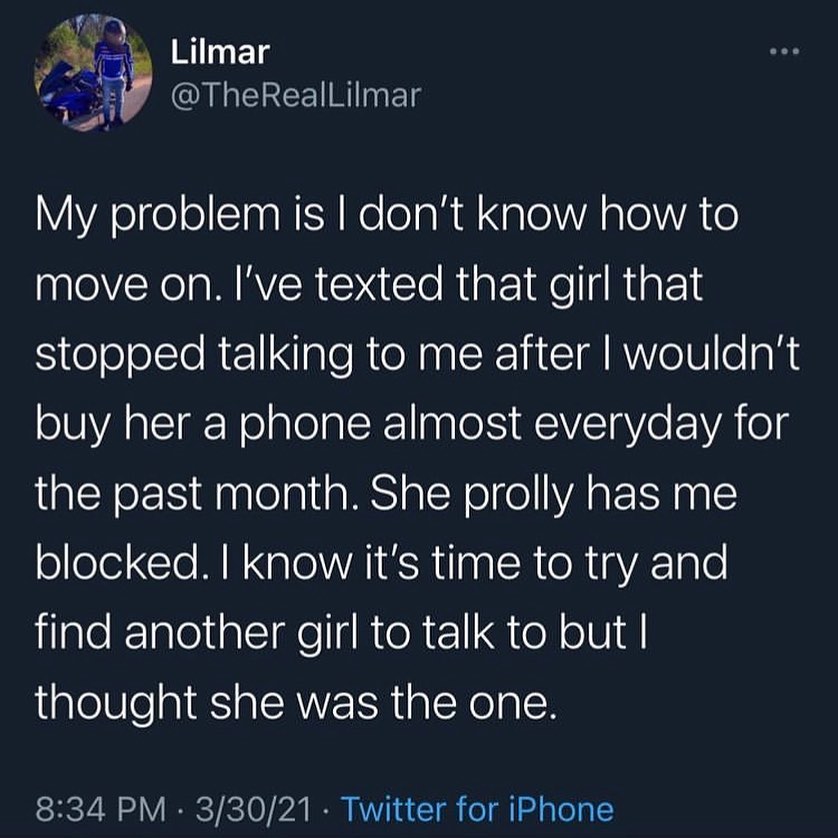 Lilmar
@TheRealLilmar
My problem is I don’t know how to
move on. I’ve texted that girl that
stopped talking to me after I wouldn’t
buy her a phone almost everyday for
the past month. She prolly has me
blocked. I know it’s time to try and
find another girl to talk to but I
thought she was the one.
8:34 PM · 3/30/21 · Twitter for iPhone